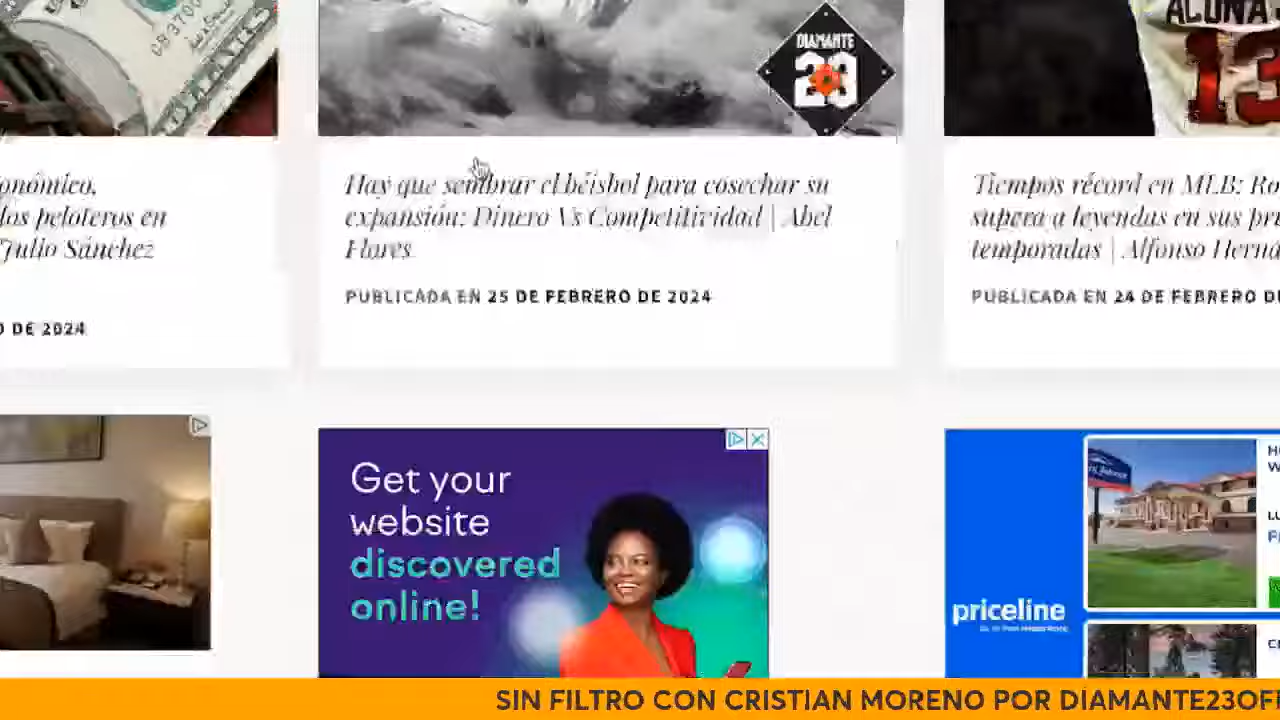 DIAMANTE
23
ACUNA
13
onómico,
los peloteros en
Julio Sánchez
O DE 2024
Hay que sembrar el béisbol para cosechar su
expansión: Dinero Vs Competitividad | Abel
Flores
PUBLICADA EN 25 DE FEBRERO DE 2024
Tiempos récord en MLB: Ro
supera a leyendas en sus pr
temporadas | Alfonso Herná
PUBLICADA EN 24 DE FEBRERO D
Get your
website
discovered
online!
priceline
SIN FILTRO CON CRISTIAN MORENO POR DIAMANTE23OF